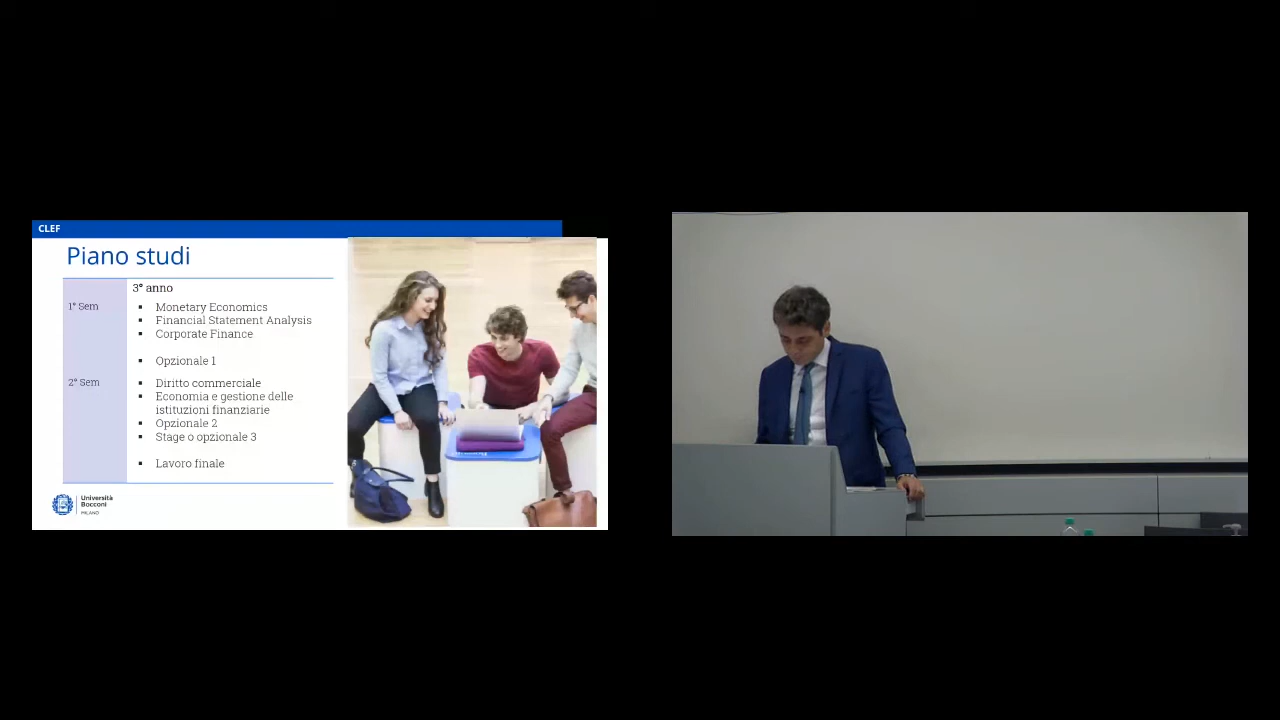 CLEF
Piano studi
3° anno
1° Sem
▪ Monetary Economics
▪ Financial Statement Analysis
▪ Corporate Finance
▪ Opzionale 1
2° Sem
▪ Diritto commerciale
▪ Economia e gestione delle
istituzioni finanziarie
▪ Opzionale 2
▪ Stage o opzionale 3
▪ Lavoro finale
Università
Bocconi
MILANO